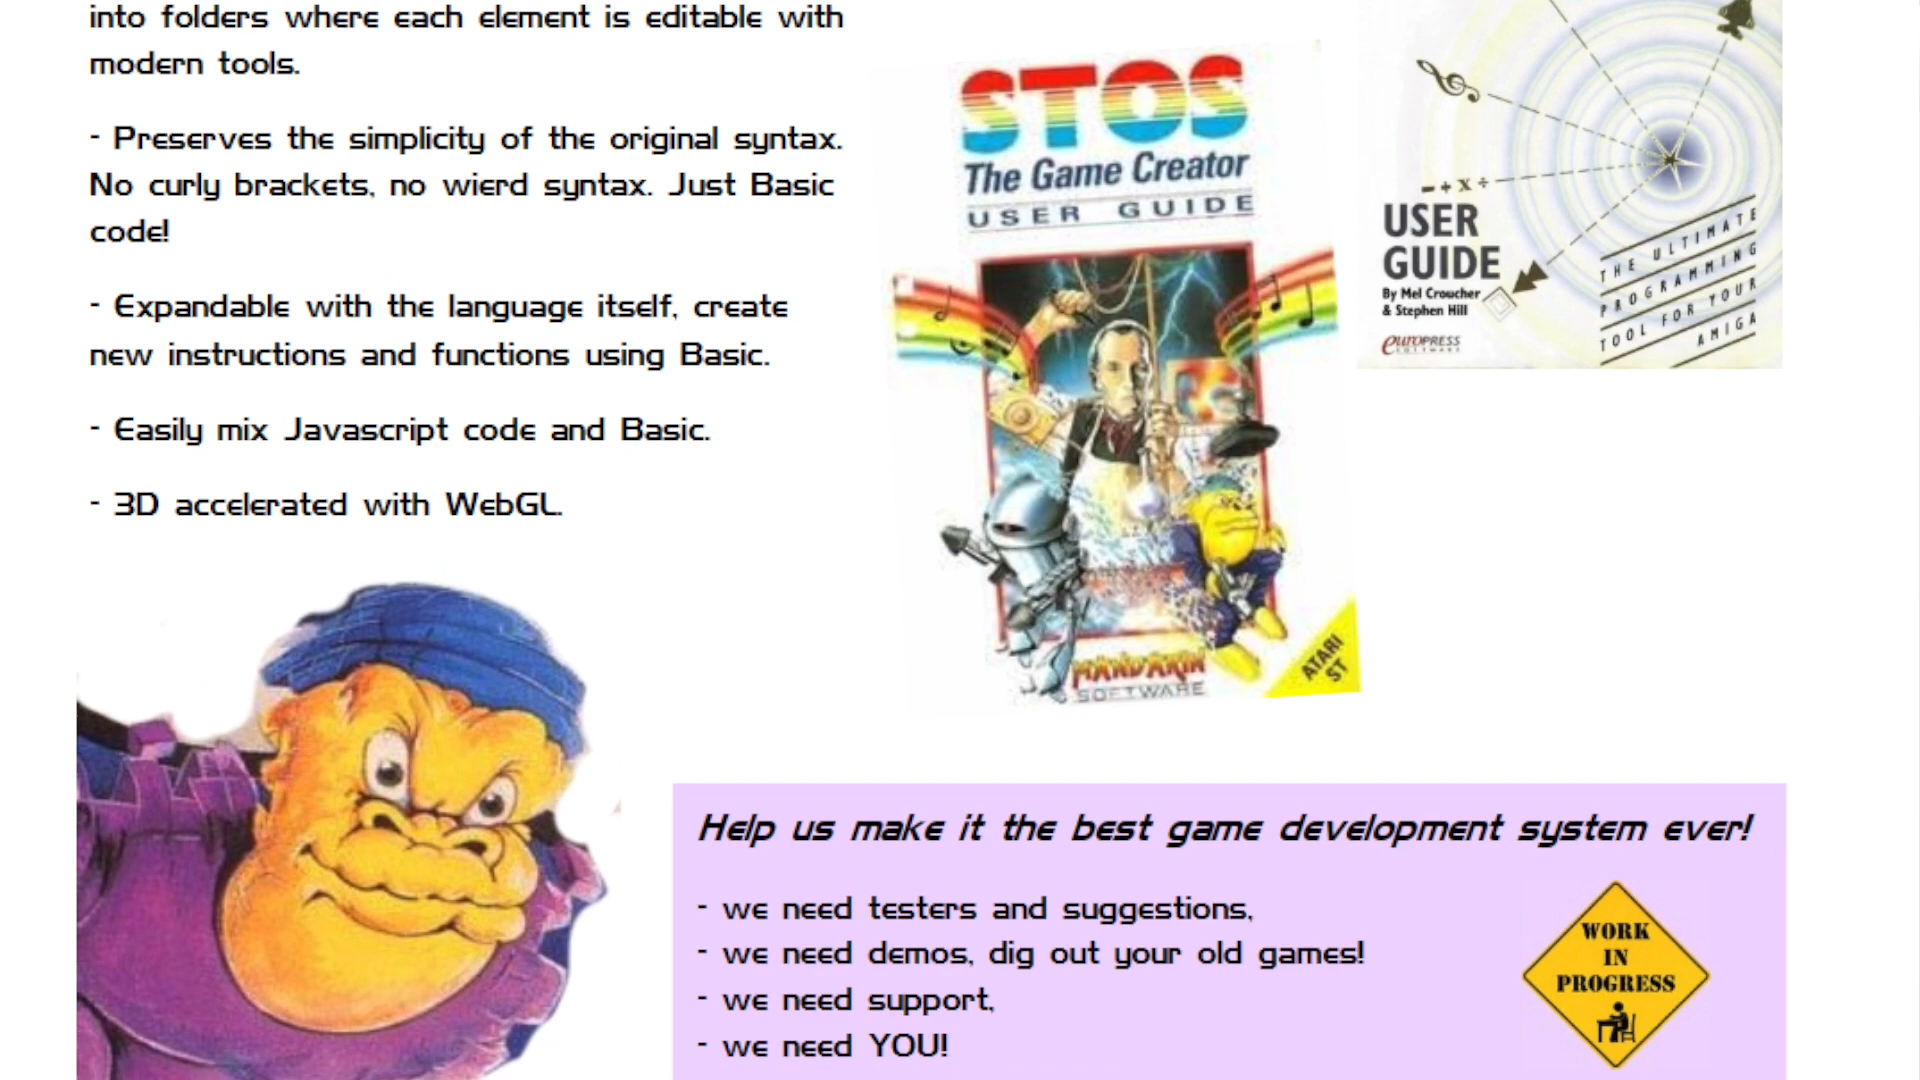 into folders where each element is editable with
modern tools.
- Preserves the simplicity of the original syntax.
No curly brackets, no wierd syntax. Just Basic
code!
- Expandable with the language itself, create
new instructions and functions using Basic.
- Easily mix Javascript code and Basic.
- 3D accelerated with WebGL.
STOS
The Game Creator
USER GUIDE
MANDARIN
SOFTWARE
ATARI
ST
- + x ÷
USER
GUIDE
By Mel Croucher
& Stephen Hill
europress
SOFTWARE
THE ULTIMATE
PROGRAMMING
TOOL FOR YOUR
AMIGA
Help us make it the best game development system ever!
- we need testers and suggestions,
- we need demos, dig out your old games!
- we need support,
- we need YOU!
WORK
IN
PROGRESS